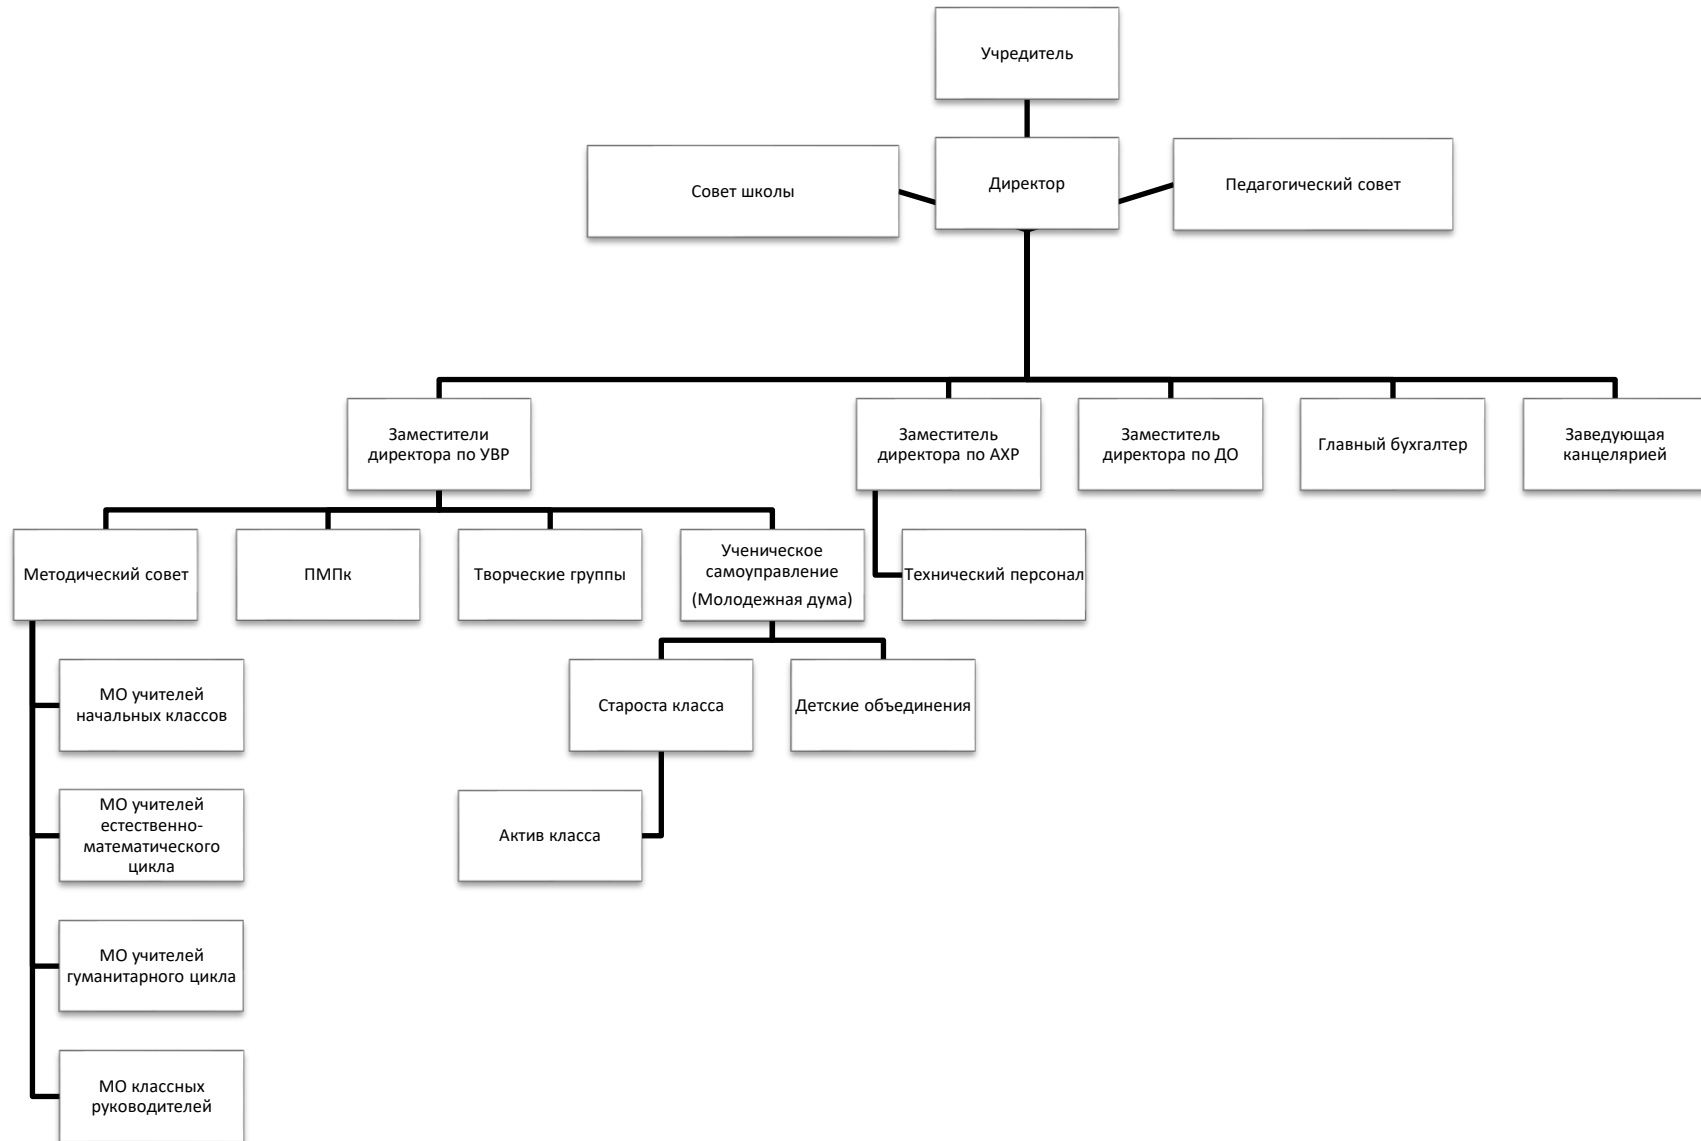 Учредитель
Совет школы
Директор
Педагогический совет
Заместители
директора по УВР
Заместитель
директора по АХР
Заместитель
директора по ДО
Главный бухгалтер
Заведующая
канцелярией
Методический совет
ПМПк
Творческие группы
Ученическое
самоуправление
(Молодежная дума)
Технический персонал
МО учителей
начальных классов
Староста класса
Детские объединения
МО учителей
естественно-
математического
цикла
Актив класса
МО учителей
гуманитарного цикла
МО классных
руководителей